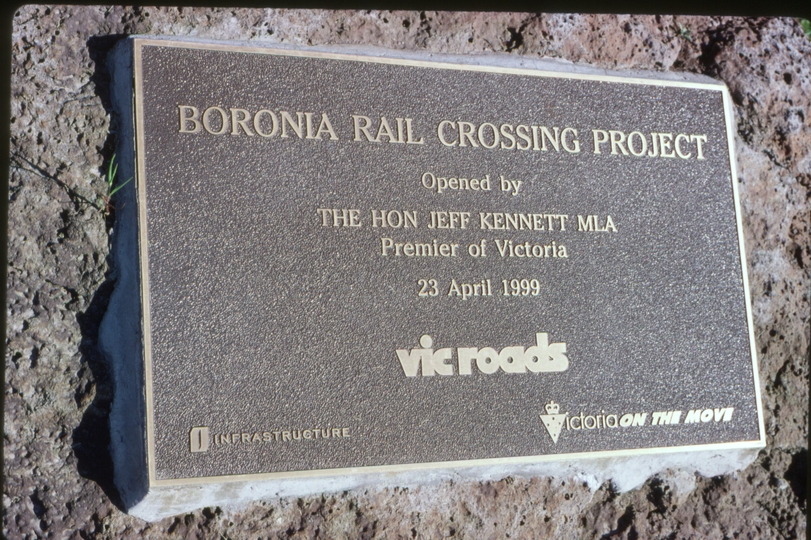 BORONIA RAIL CROSSING PROJECT
Opened by
THE HON JEFF KENNETT MLA
Premier of Victoria
23 April 1999
vic roads
INFRASTRUCTURE
Victoria ON THE MOVE